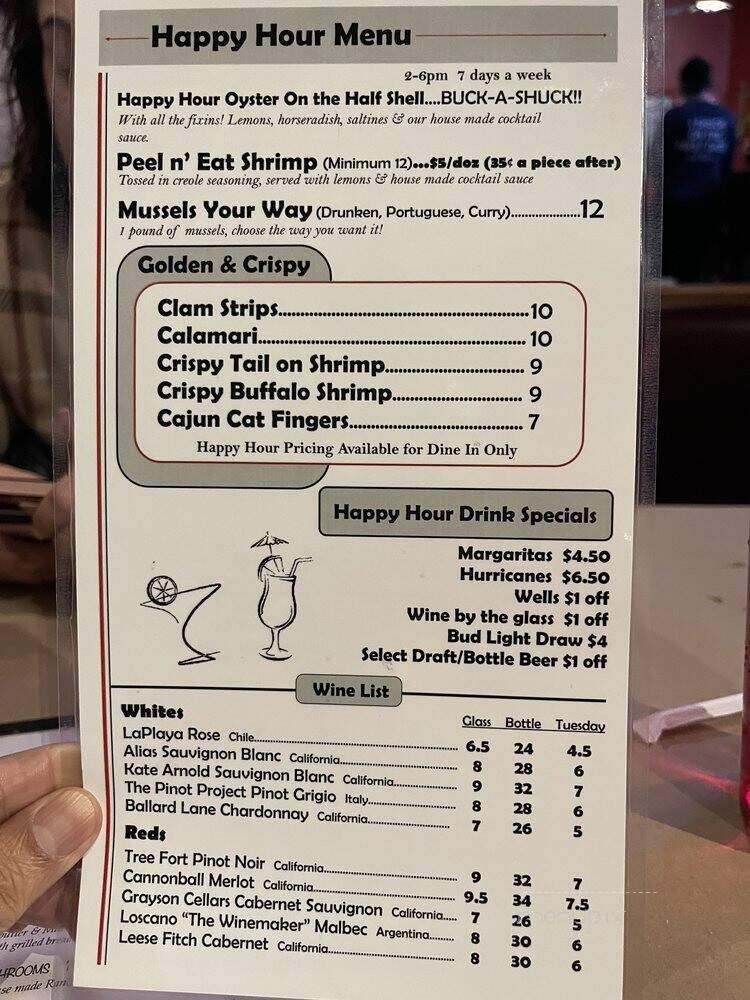 Happy Hour Menu
2-6pm 7 days a week
Happy Hour Oyster On the Half Shell....BUCK-A-SHUCK!!
With all the fixins! Lemons, horseradish, saltines & our house made cocktail
sauce.
Peel n' Eat Shrimp (Minimum 12)...$5/doz (35¢ a piece after)
Tossed in creole seasoning, served with lemons & house made cocktail sauce
Mussels Your Way (Drunken, Portuguese, Curry)....................12
1 pound of mussels, choose the way you want it!
Golden & Crispy
Clam Strips..........................................................10
Calamari.............................................................. 10
Crispy Tail on Shrimp................................ 9
Crispy Buffalo Shrimp.............................. 9
Cajun Cat Fingers........................................ 7
Happy Hour Pricing Available for Dine In Only
Happy Hour Drink Specials
Margaritas $4.50
Hurricanes $6.50
Wells $1 off
Wine by the glass $1 off
Bud Light Draw $4
Select Draft/Bottle Beer $1 off
Wine List
Whites Glass Bottle Tuesday
LaPlaya Rose Chile.................................................... 6.5 24 4.5
Alias Sauvignon Blanc California.......................... 8 28 6
Kate Arnold Sauvignon Blanc California.............. 9 32 7
The Pinot Project Pinot Grigio Italy.................... 8 28 6
Ballard Lane Chardonnay California.................... 7 26 5
Reds
Tree Fort Pinot Noir California.............................. 9 32 7
Cannonball Merlot California................................ 9.5 34 7.5
Grayson Cellars Cabernet Sauvignon California.... 7 26 5
Loscano "The Winemaker" Malbec Argentina........ 8 30 6
Leese Fitch Cabernet California.............................. 8 30 6
grilled
se made